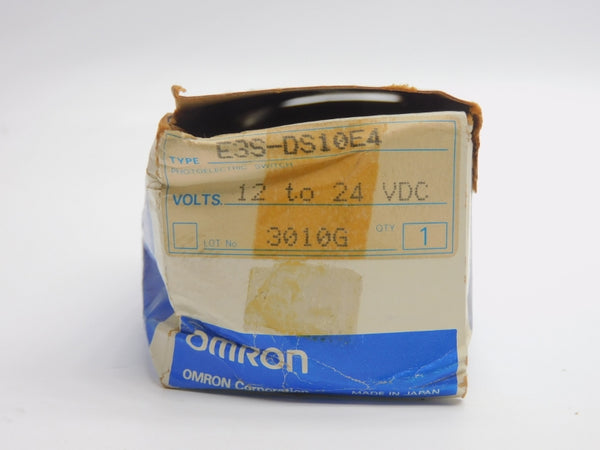 TYPE E3S-DS10E4
PHOTOELECTRIC SWITCH
VOLTS. 12 to 24 VDC
LOT No 3010G QTY 1
OMRON
OMRON Corporation
MADE IN JAPAN